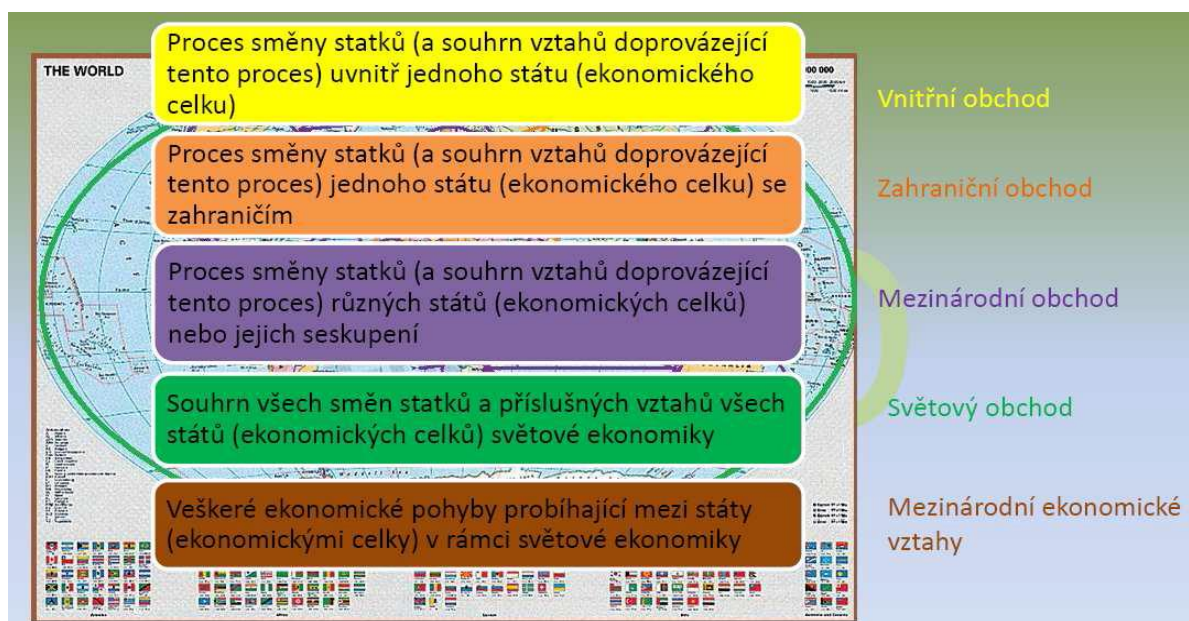 THE WORLD
000 000
Proces směny statků (a souhrn vztahů doprovázející
tento proces) uvnitř jednoho státu (ekonomického
celku)
Vnitřní obchod
Proces směny statků (a souhrn vztahů doprovázející
tento proces) jednoho státu (ekonomického celku) se
zahraničím
Zahraniční obchod
Proces směny statků (a souhrn vztahů doprovázející
tento proces) různých států (ekonomických celků)
nebo jejich seskupení
Mezinárodní obchod
Souhrn všech směn statků a příslušných vztahů všech
států (ekonomických celků) světové ekonomiky
Světový obchod
Veškeré ekonomické pohyby probíhající mezi státy
(ekonomickými celky) v rámci světové ekonomiky
Mezinárodní ekonomické
vztahy